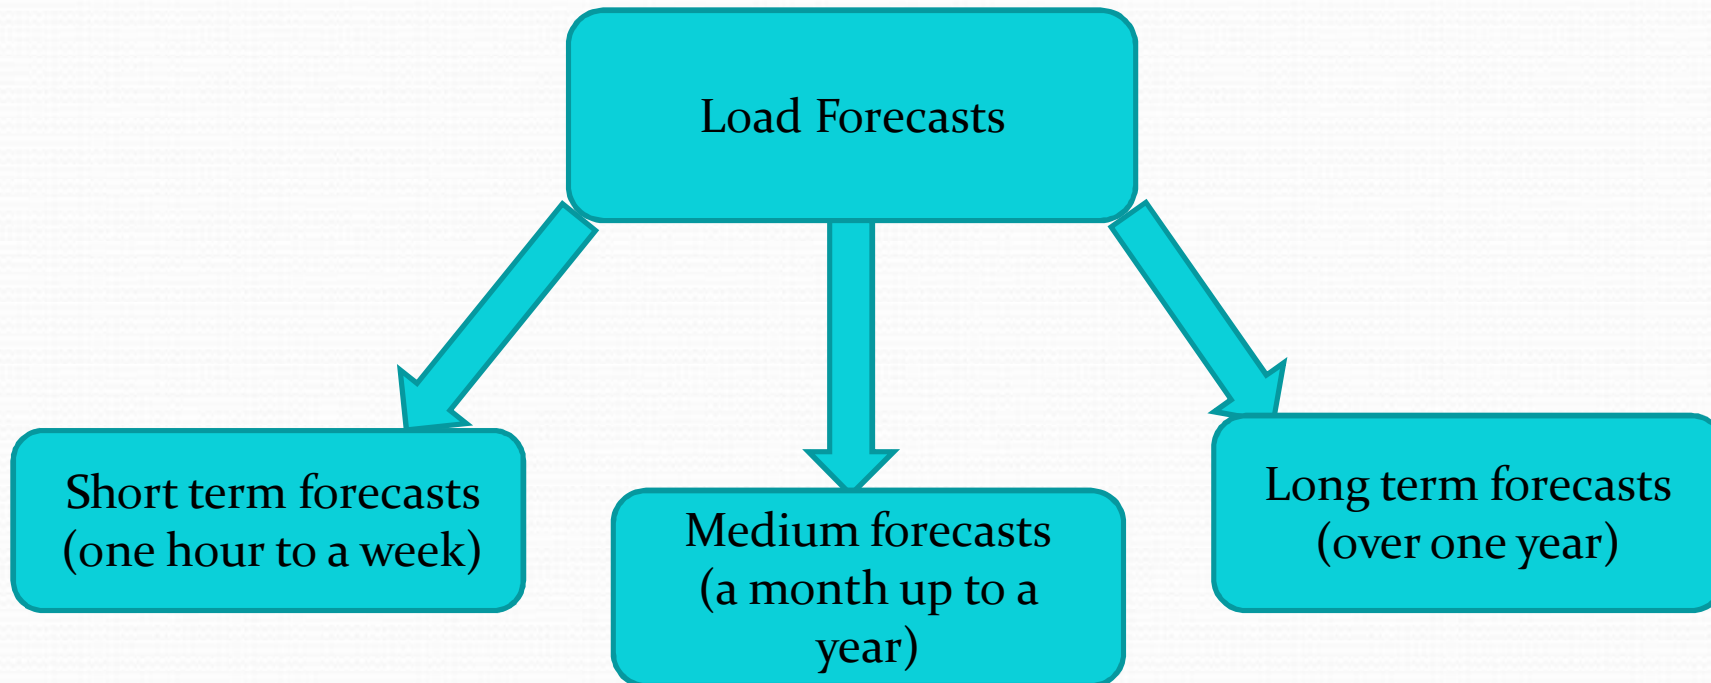 Load Forecasts
Short term forecasts
(one hour to a week)
Medium forecasts
(a month up to a
year)
Long term forecasts
(over one year)